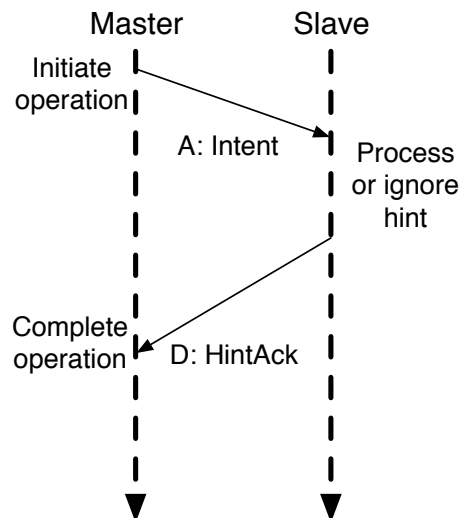 Master
Slave
Initiate
operation
A: Intent
Process
or ignore
hint
Complete
operation
D: HintAck